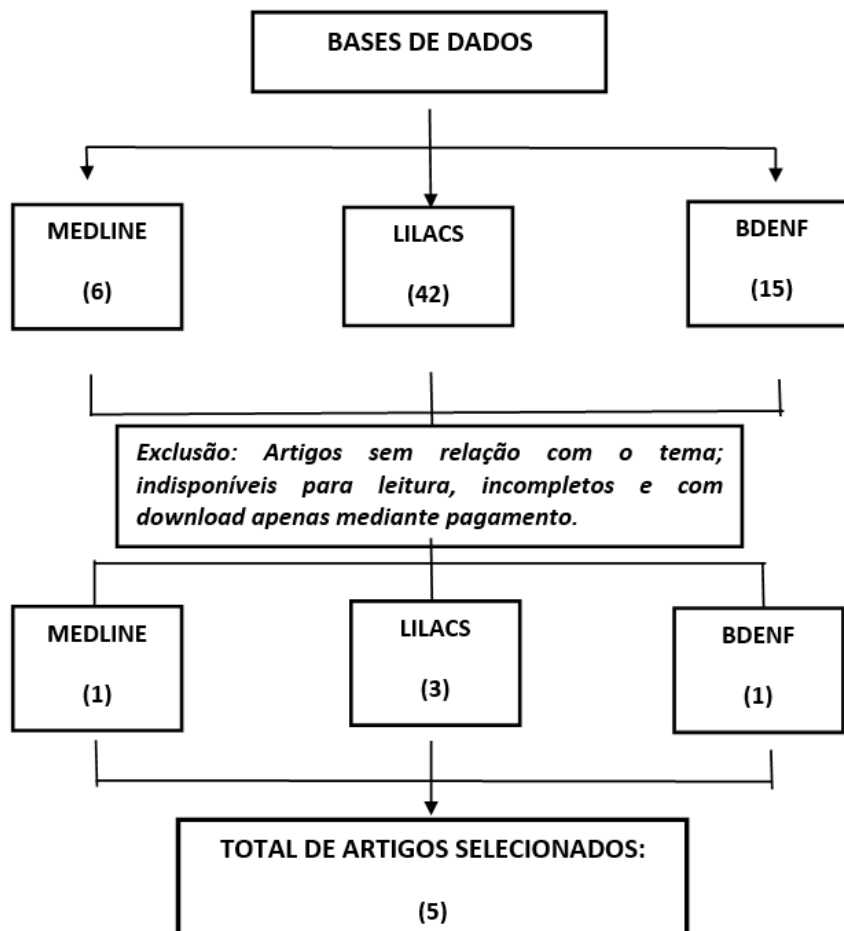 BASES DE DADOS
MEDLINE
(6)
LILACS
(42)
BDENF
(15)
Exclusão: Artigos sem relação com o tema;
indisponíveis para leitura, incompletos e com
download apenas mediante pagamento.
MEDLINE
(1)
LILACS
(3)
BDENF
(1)
TOTAL DE ARTIGOS SELECIONADOS:
(5)